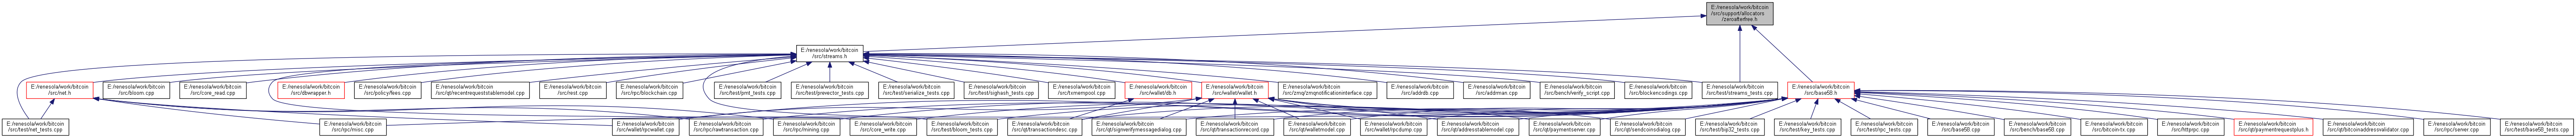 E:/renesola/work/bitcoin
/src/support/allocators
/zeroafterfree.h
E:/renesola/work/bitcoin
/src/streams.h
E:/renesola/work/bitcoin
/src/net.h
E:/renesola/work/bitcoin
/src/bloom.cpp
E:/renesola/work/bitcoin
/src/core_read.cpp
E:/renesola/work/bitcoin
/src/dbwrapper.h
E:/renesola/work/bitcoin
/src/policy/fees.cpp
E:/renesola/work/bitcoin
/src/qt/recentrequeststablemodel.cpp
E:/renesola/work/bitcoin
/src/rest.cpp
E:/renesola/work/bitcoin
/src/rpc/blockchain.cpp
E:/renesola/work/bitcoin
/src/test/pmt_tests.cpp
E:/renesola/work/bitcoin
/src/test/prevector_tests.cpp
E:/renesola/work/bitcoin
/src/test/serialize_tests.cpp
E:/renesola/work/bitcoin
/src/test/sighash_tests.cpp
E:/renesola/work/bitcoin
/src/txmempool.cpp
E:/renesola/work/bitcoin
/src/wallet/db.h
E:/renesola/work/bitcoin
/src/wallet/wallet.h
E:/renesola/work/bitcoin
/src/zmq/zmqnotificationinterface.cpp
E:/renesola/work/bitcoin
/src/addrdb.cpp
E:/renesola/work/bitcoin
/src/addrman.cpp
E:/renesola/work/bitcoin
/src/bench/verify_script.cpp
E:/renesola/work/bitcoin
/src/blockencodings.cpp
E:/renesola/work/bitcoin
/src/test/streams_tests.cpp
E:/renesola/work/bitcoin
/src/base58.h
E:/renesola/work/bitcoin
/src/test/net_tests.cpp
E:/renesola/work/bitcoin
/src/rpc/misc.cpp
E:/renesola/work/bitcoin
/src/wallet/rpcwallet.cpp
E:/renesola/work/bitcoin
/src/rpc/rawtransaction.cpp
E:/renesola/work/bitcoin
/src/rpc/mining.cpp
E:/renesola/work/bitcoin
/src/core_write.cpp
E:/renesola/work/bitcoin
/src/test/bloom_tests.cpp
E:/renesola/work/bitcoin
/src/qt/transactiondesc.cpp
E:/renesola/work/bitcoin
/src/qt/signverifymessagedialog.cpp
E:/renesola/work/bitcoin
/src/qt/transactionrecord.cpp
E:/renesola/work/bitcoin
/src/qt/walletmodel.cpp
E:/renesola/work/bitcoin
/src/wallet/rpcdump.cpp
E:/renesola/work/bitcoin
/src/qt/addresstablemodel.cpp
E:/renesola/work/bitcoin
/src/qt/paymentserver.cpp
E:/renesola/work/bitcoin
/src/qt/sendcoinsdialog.cpp
E:/renesola/work/bitcoin
/src/test/bip32_tests.cpp
E:/renesola/work/bitcoin
/src/test/key_tests.cpp
E:/renesola/work/bitcoin
/src/test/rpc_tests.cpp
E:/renesola/work/bitcoin
/src/base58.cpp
E:/renesola/work/bitcoin
/src/bench/base58.cpp
E:/renesola/work/bitcoin
/src/bitcoin-tx.cpp
E:/renesola/work/bitcoin
/src/httprpc.cpp
E:/renesola/work/bitcoin
/src/qt/paymentrequestplus.h
E:/renesola/work/bitcoin
/src/qt/bitcoinaddressvalidator.cpp
E:/renesola/work/bitcoin
/src/rpc/server.cpp
E:/renesola/work/bitcoin
/src/test/base58_tests.cpp